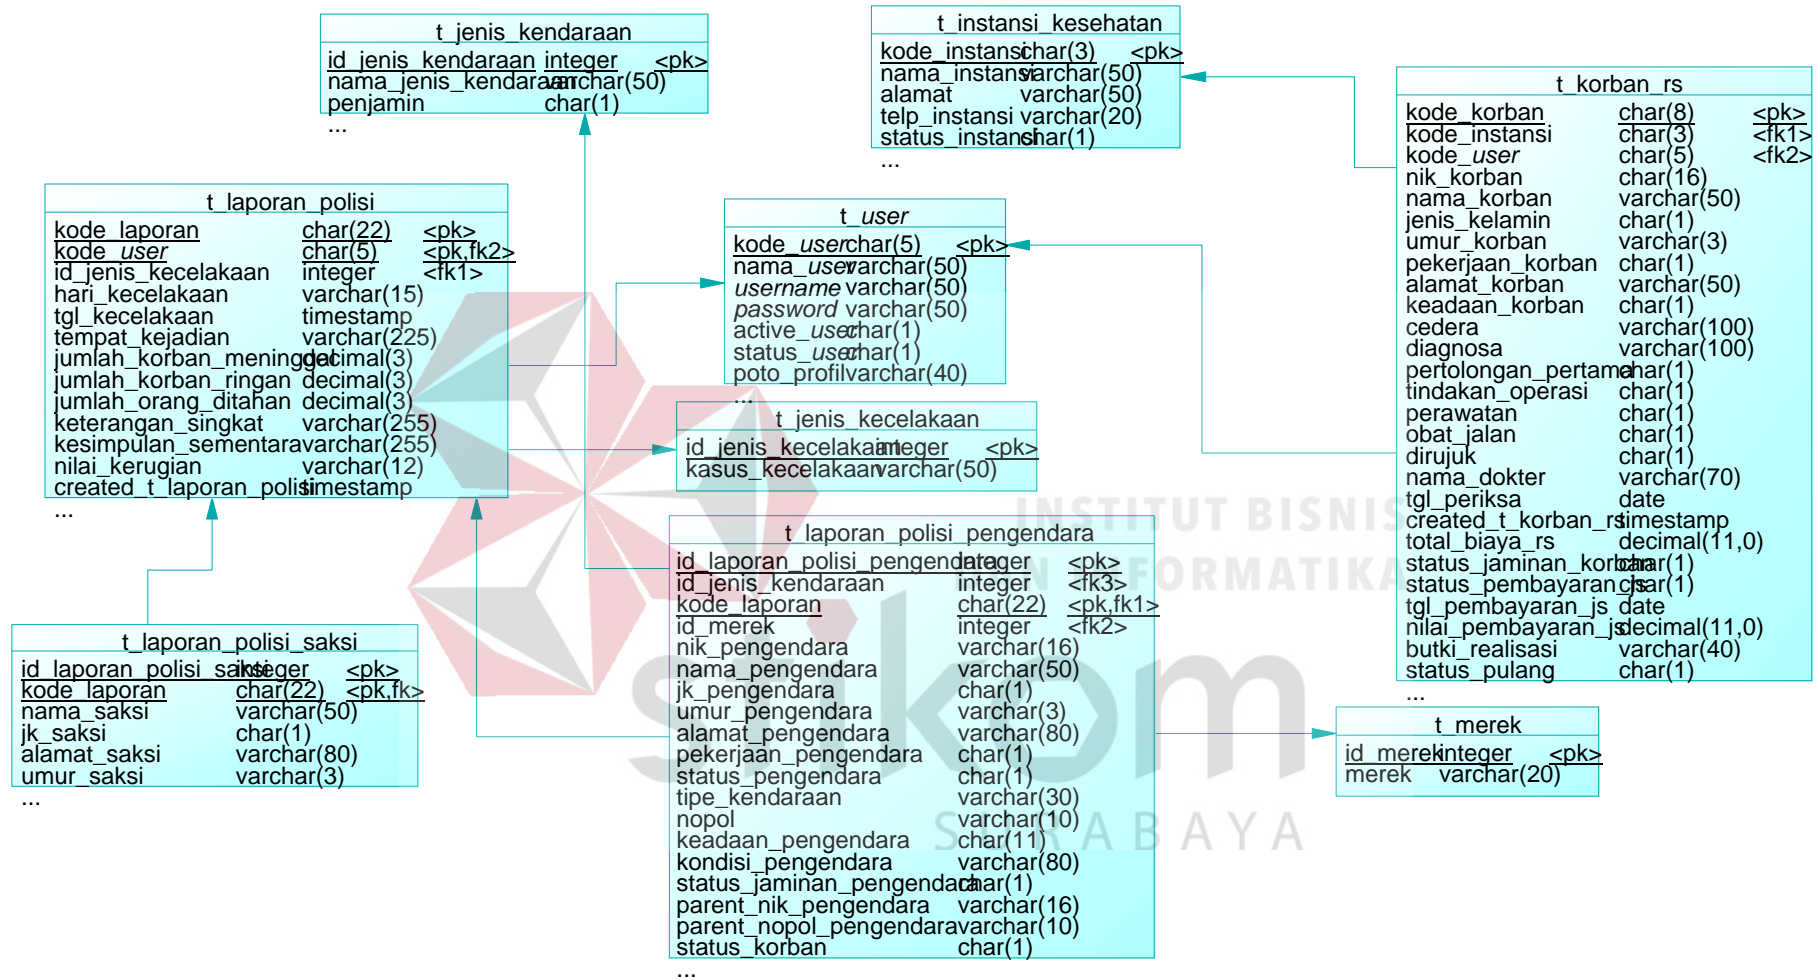 t_jenis_kendaraan
id_jenis_kendaraan integer <pk>
nama_jenis_kendaraan varchar(50)
penjamin char(1)
...
t_instansi_kesehatan
kode_instansi char(3) <pk>
nama_instansi varchar(50)
alamat varchar(50)
telp_instansi varchar(20)
status_instansi char(1)
...
t_korban_rs
kode_korban char(8) <pk>
kode_instansi char(3) <fk1>
kode_user char(5) <fk2>
nik_korban char(16)
nama_korban varchar(50)
jenis_kelamin char(1)
umur_korban varchar(3)
pekerjaan_korban char(1)
alamat_korban varchar(50)
keadaan_korban char(1)
cedera varchar(100)
diagnosa varchar(100)
pertolongan_pertama char(1)
tindakan_operasi char(1)
perawatan char(1)
obat_jalan char(1)
dirujuk char(1)
nama_dokter varchar(70)
tgl_periksa date
created_t_korban_rs timestamp
total_biaya_rs decimal(11,0)
status_jaminan_korban char(1)
status_pembayaran_js char(1)
tgl_pembayaran_js date
nilai_pembayaran_js decimal(11,0)
butki_realisasi varchar(40)
status_pulang char(1)
...
t_laporan_polisi
kode_laporan char(22) <pk>
kode_user char(5) <pk,fk2>
id_jenis_kecelakaan integer <fk1>
hari_kecelakaan varchar(15)
tgl_kecelakaan timestamp
tempat_kejadian varchar(225)
jumlah_korban_meninggal decimal(3)
jumlah_korban_ringan decimal(3)
jumlah_orang_ditahan decimal(3)
keterangan_singkat varchar(255)
kesimpulan_sementara varchar(255)
nilai_kerugian varchar(12)
created_t_laporan_polisi timestamp
...
t_user
kode_user char(5) <pk>
nama_user varchar(50)
username varchar(50)
password varchar(50)
active_user char(1)
status_user char(1)
poto_profil varchar(40)
...
t_jenis_kecelakaan
id_jenis_kecelakaan integer <pk>
kasus_kecelakaan varchar(50)
t_laporan_polisi_pengendara
id_laporan_polisi_pengendara integer <pk>
id_jenis_kendaraan integer <fk3>
kode_laporan char(22) <pk,fk1>
id_merek integer <fk2>
nik_pengendara varchar(16)
nama_pengendara varchar(50)
jk_pengendara char(1)
umur_pengendara varchar(3)
alamat_pengendara varchar(80)
pekerjaan_pengendara char(1)
status_pengendara char(1)
tipe_kendaraan varchar(30)
nopol varchar(10)
keadaan_pengendara char(11)
kondisi_pengendara varchar(80)
status_jaminan_pengendara char(1)
parent_nik_pengendara varchar(16)
parent_nopol_pengendara varchar(10)
status_korban char(1)
...
t_laporan_polisi_saksi
id_laporan_polisi_saksi integer <pk>
kode_laporan char(22) <pk,fk>
nama_saksi varchar(50)
jk_saksi char(1)
alamat_saksi varchar(80)
umur_saksi varchar(3)
...
t_merek
id_merek integer <pk>
merek varchar(20)
INSTITUT BISNIS
INFORMATIKA
stikom
SURABAYA